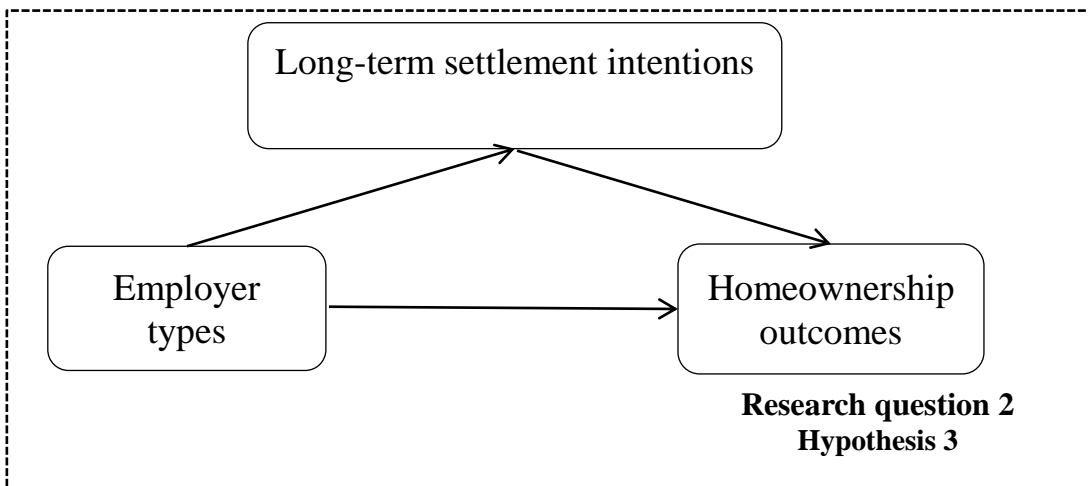 Long-term settlement intentions
Employer
types
Homeownership
outcomes
Research question 2
Hypothesis 3